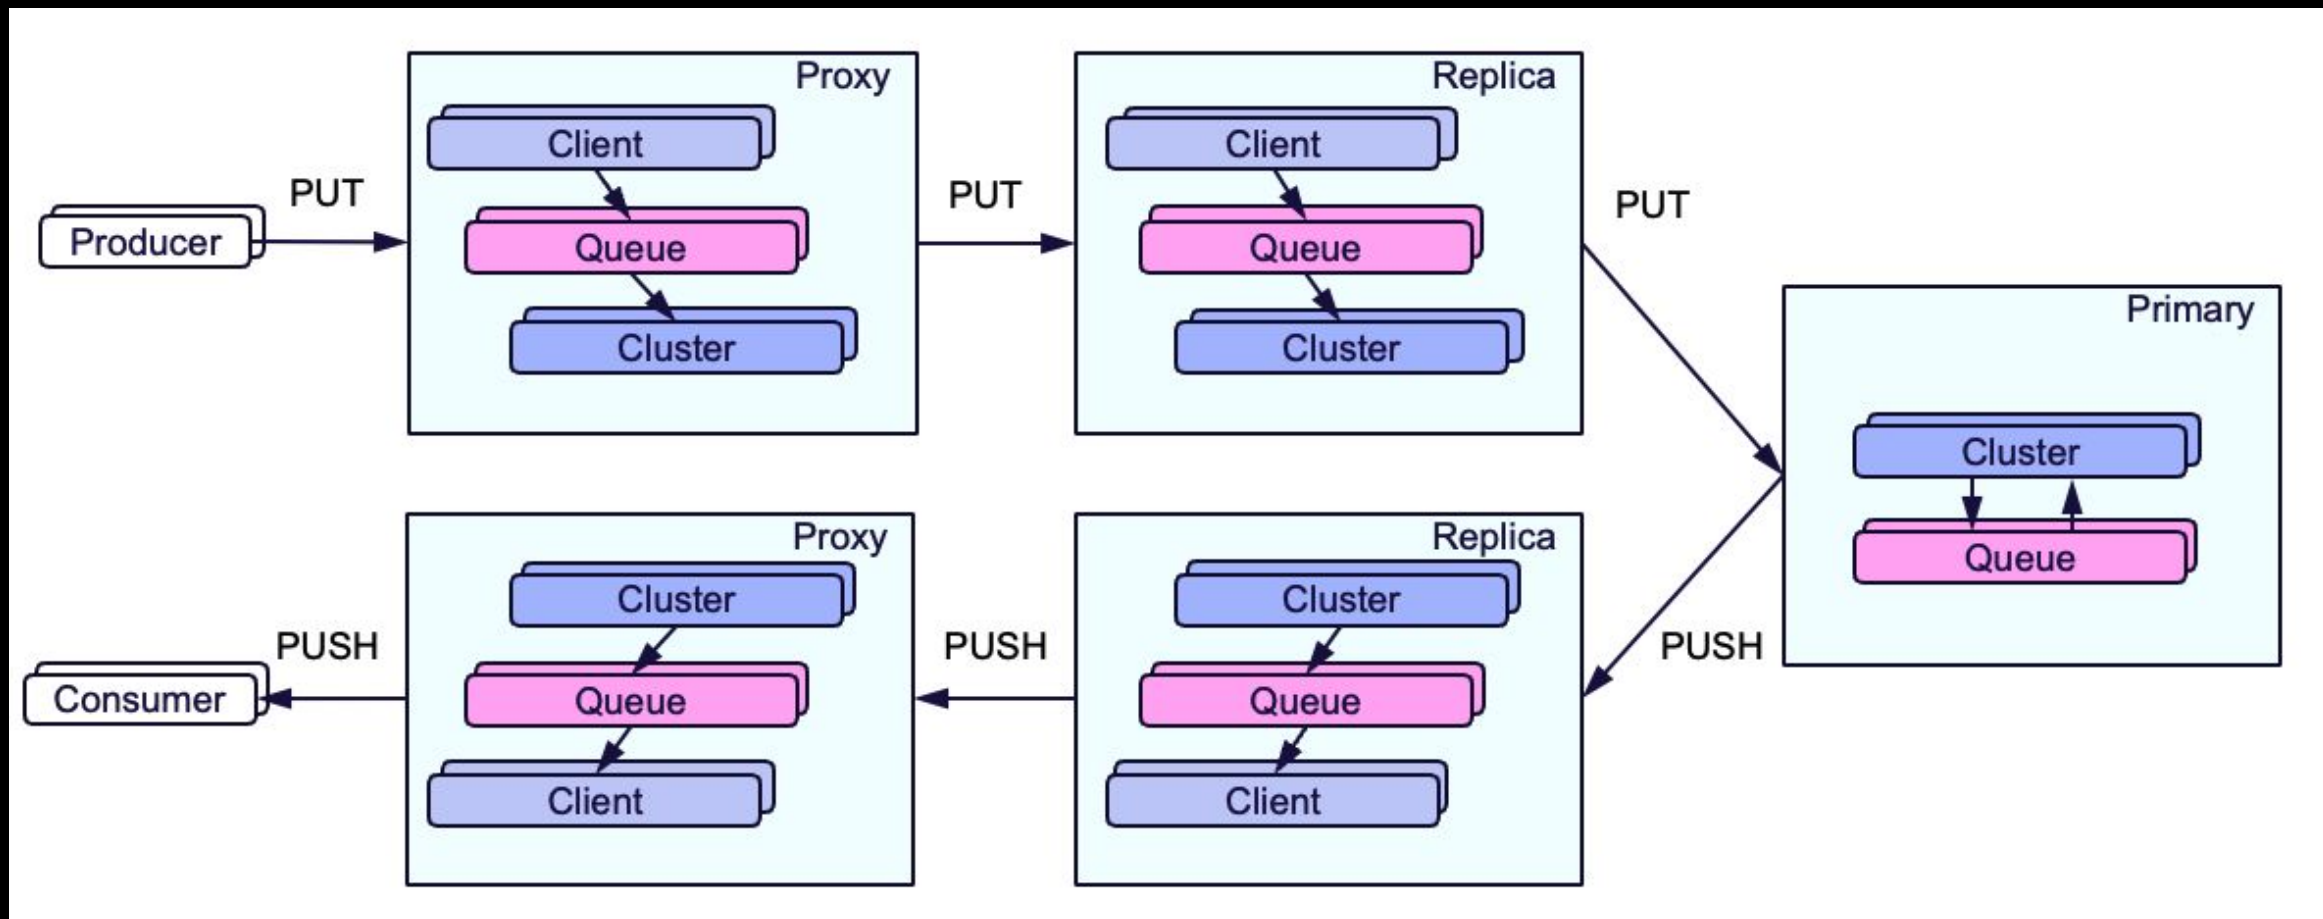 Producer
PUT
Proxy
Client
Queue
Cluster
PUT
Replica
Client
Queue
Cluster
PUT
Primary
Cluster
Queue
PUSH
Replica
Cluster
Queue
Client
PUSH
Proxy
Cluster
Queue
Client
PUSH
Consumer